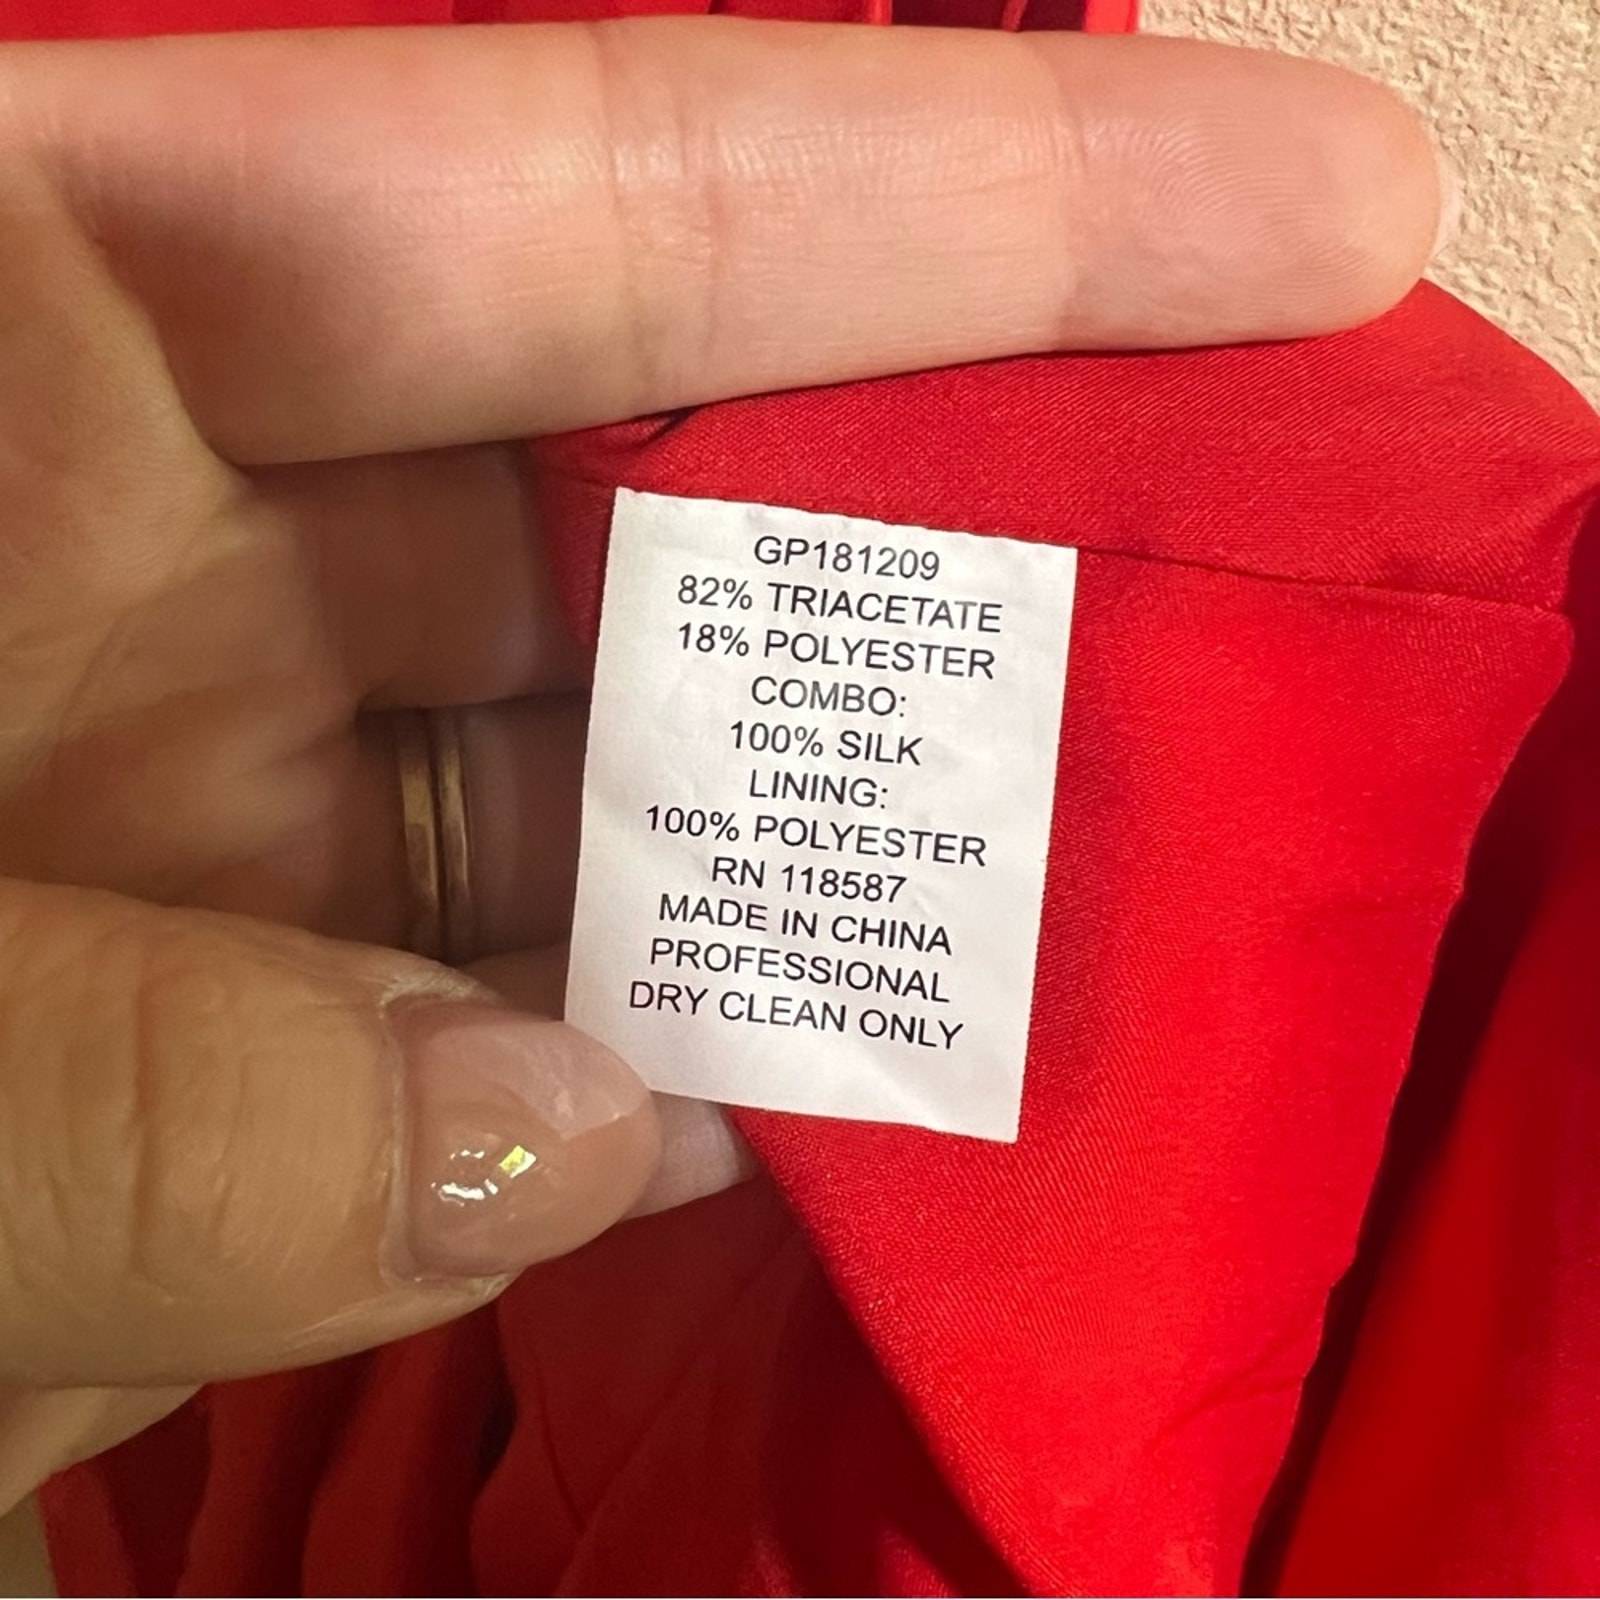 GP181209
82% TRIACETATE
18% POLYESTER
COMBO:
100% SILK
LINING:
100% POLYESTER
RN 118587
MADE IN CHINA
PROFESSIONAL
DRY CLEAN ONLY